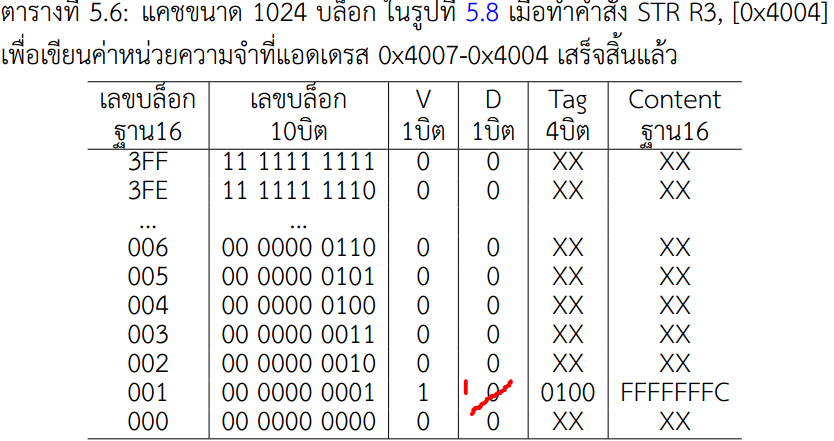 ตารางที่ 5.6: แคชขนาด 1024 บล็อก ในรูปที่ 5.8 เมื่อทำคำสั่ง STR R3, [0x4004]
เพื่อเขียนค่าหน่วยความจำที่แอดเดรส 0x4007-0x4004 เสร็จสิ้นแล้ว
เลขบล็อก เลขบล็อก V D Tag Content
ฐาน16 10บิต 1บิต 1บิต 4บิต ฐาน16
3FF 11 1111 1111 0 0 XX XX
3FE 11 1111 1110 0 0 XX XX
... ...
006 00 0000 0110 0 0 XX XX
005 00 0000 0101 0 0 XX XX
004 00 0000 0100 0 0 XX XX
003 00 0000 0011 0 0 XX XX
002 00 0000 0010 0 0 XX XX
001 00 0000 0001 1 1 0 0100 FFFFFFFC
000 00 0000 0000 0 0 XX XX